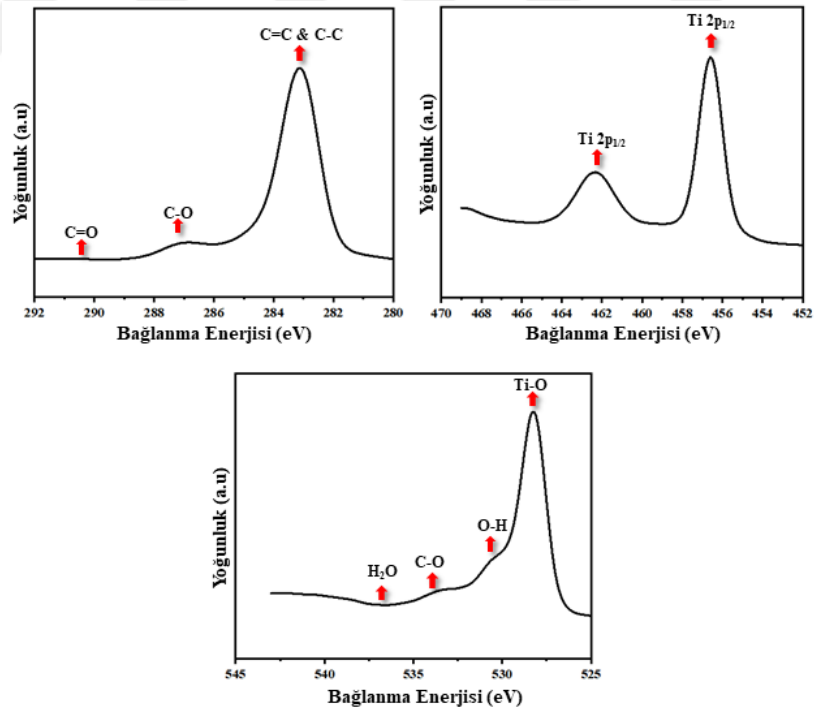 C=C & C-C
C-O
C=O
Yoğunluk (a.u)
292 290 288 286 284 282 280
Bağlanma Enerjisi (eV)
Ti 2p1/2
Ti 2p1/2
Yoğunluk (a.u)
470 468 466 464 462 460 458 456 454 452
Bağlanma Enerjisi (eV)
Ti-O
O-H
C-O
H₂O
Yoğunluk (a.u)
545 540 535 530 525
Bağlanma Enerjisi (eV)